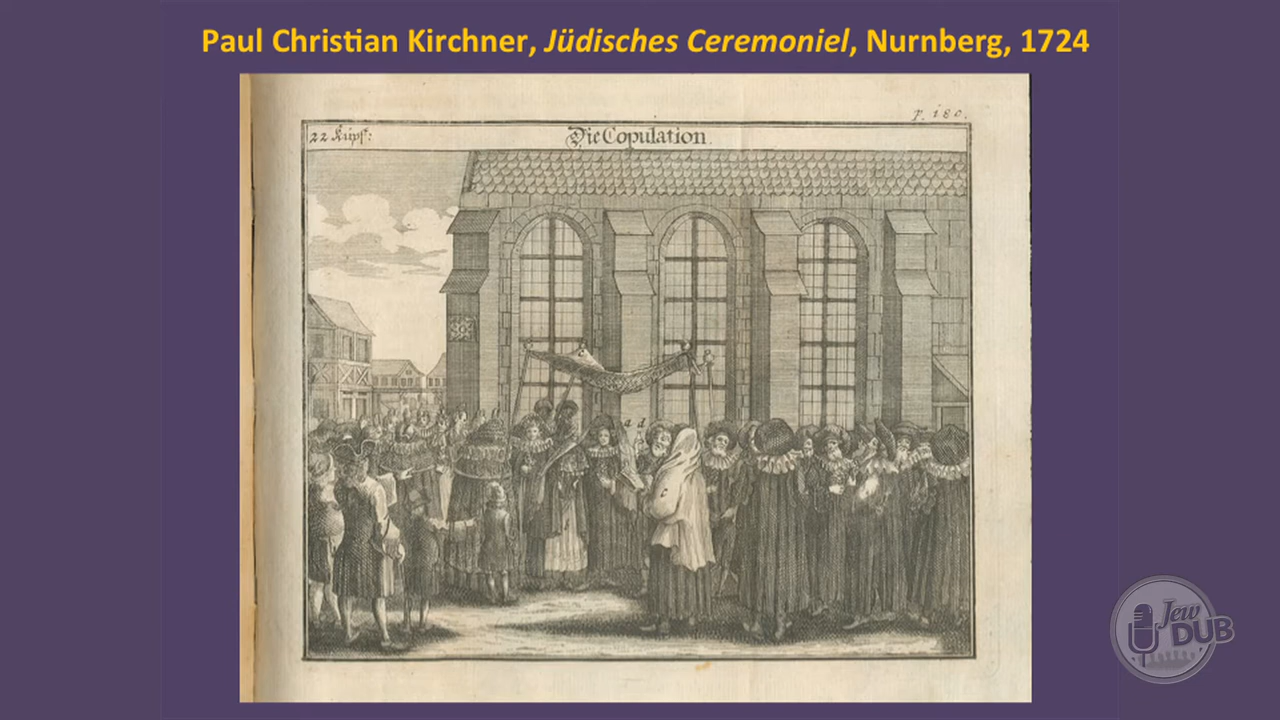 Paul Christian Kirchner, Jüdisches Ceremoniel, Nurnberg, 1724
p. 180.
22 Kupf:
Die Copulation.
a d
c
Jew
DUB